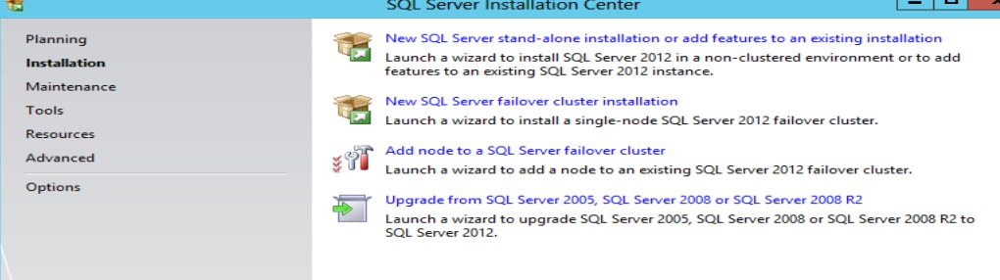 SQL Server Installation Center
Planning
Installation
Maintenance
Tools
Resources
Advanced
Options
New SQL Server stand-alone installation or add features to an existing installation
Launch a wizard to install SQL Server 2012 in a non-clustered environment or to add
features to an existing SQL Server 2012 instance.
New SQL Server failover cluster installation
Launch a wizard to install a single-node SQL Server 2012 failover cluster.
Add node to a SQL Server failover cluster
Launch a wizard to add a node to an existing SQL Server 2012 failover cluster.
Upgrade from SQL Server 2005, SQL Server 2008 or SQL Server 2008 R2
Launch a wizard to upgrade SQL Server 2005, SQL Server 2008 or SQL Server 2008 R2 to
SQL Server 2012.